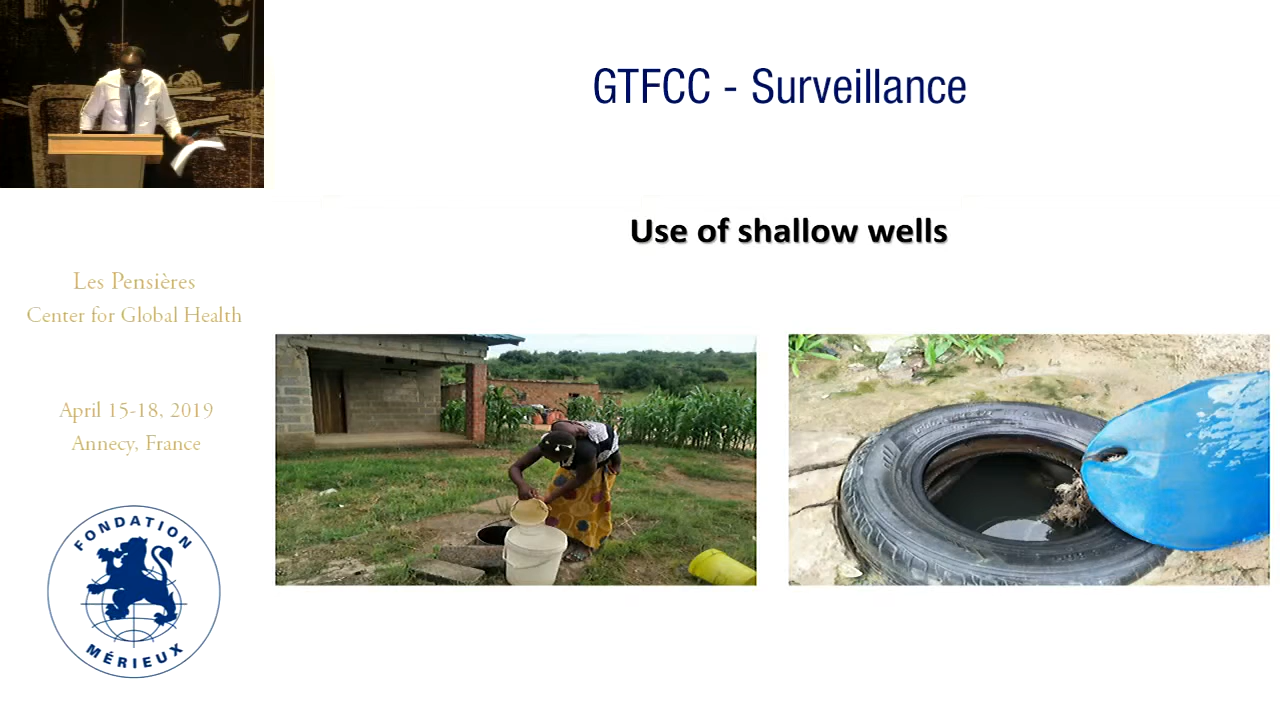 GTFCC - Surveillance
Use of shallow wells
Les Pensières
Center for Global Health
April 15-18, 2019
Annecy, France
FONDATION
MÉRIEUX